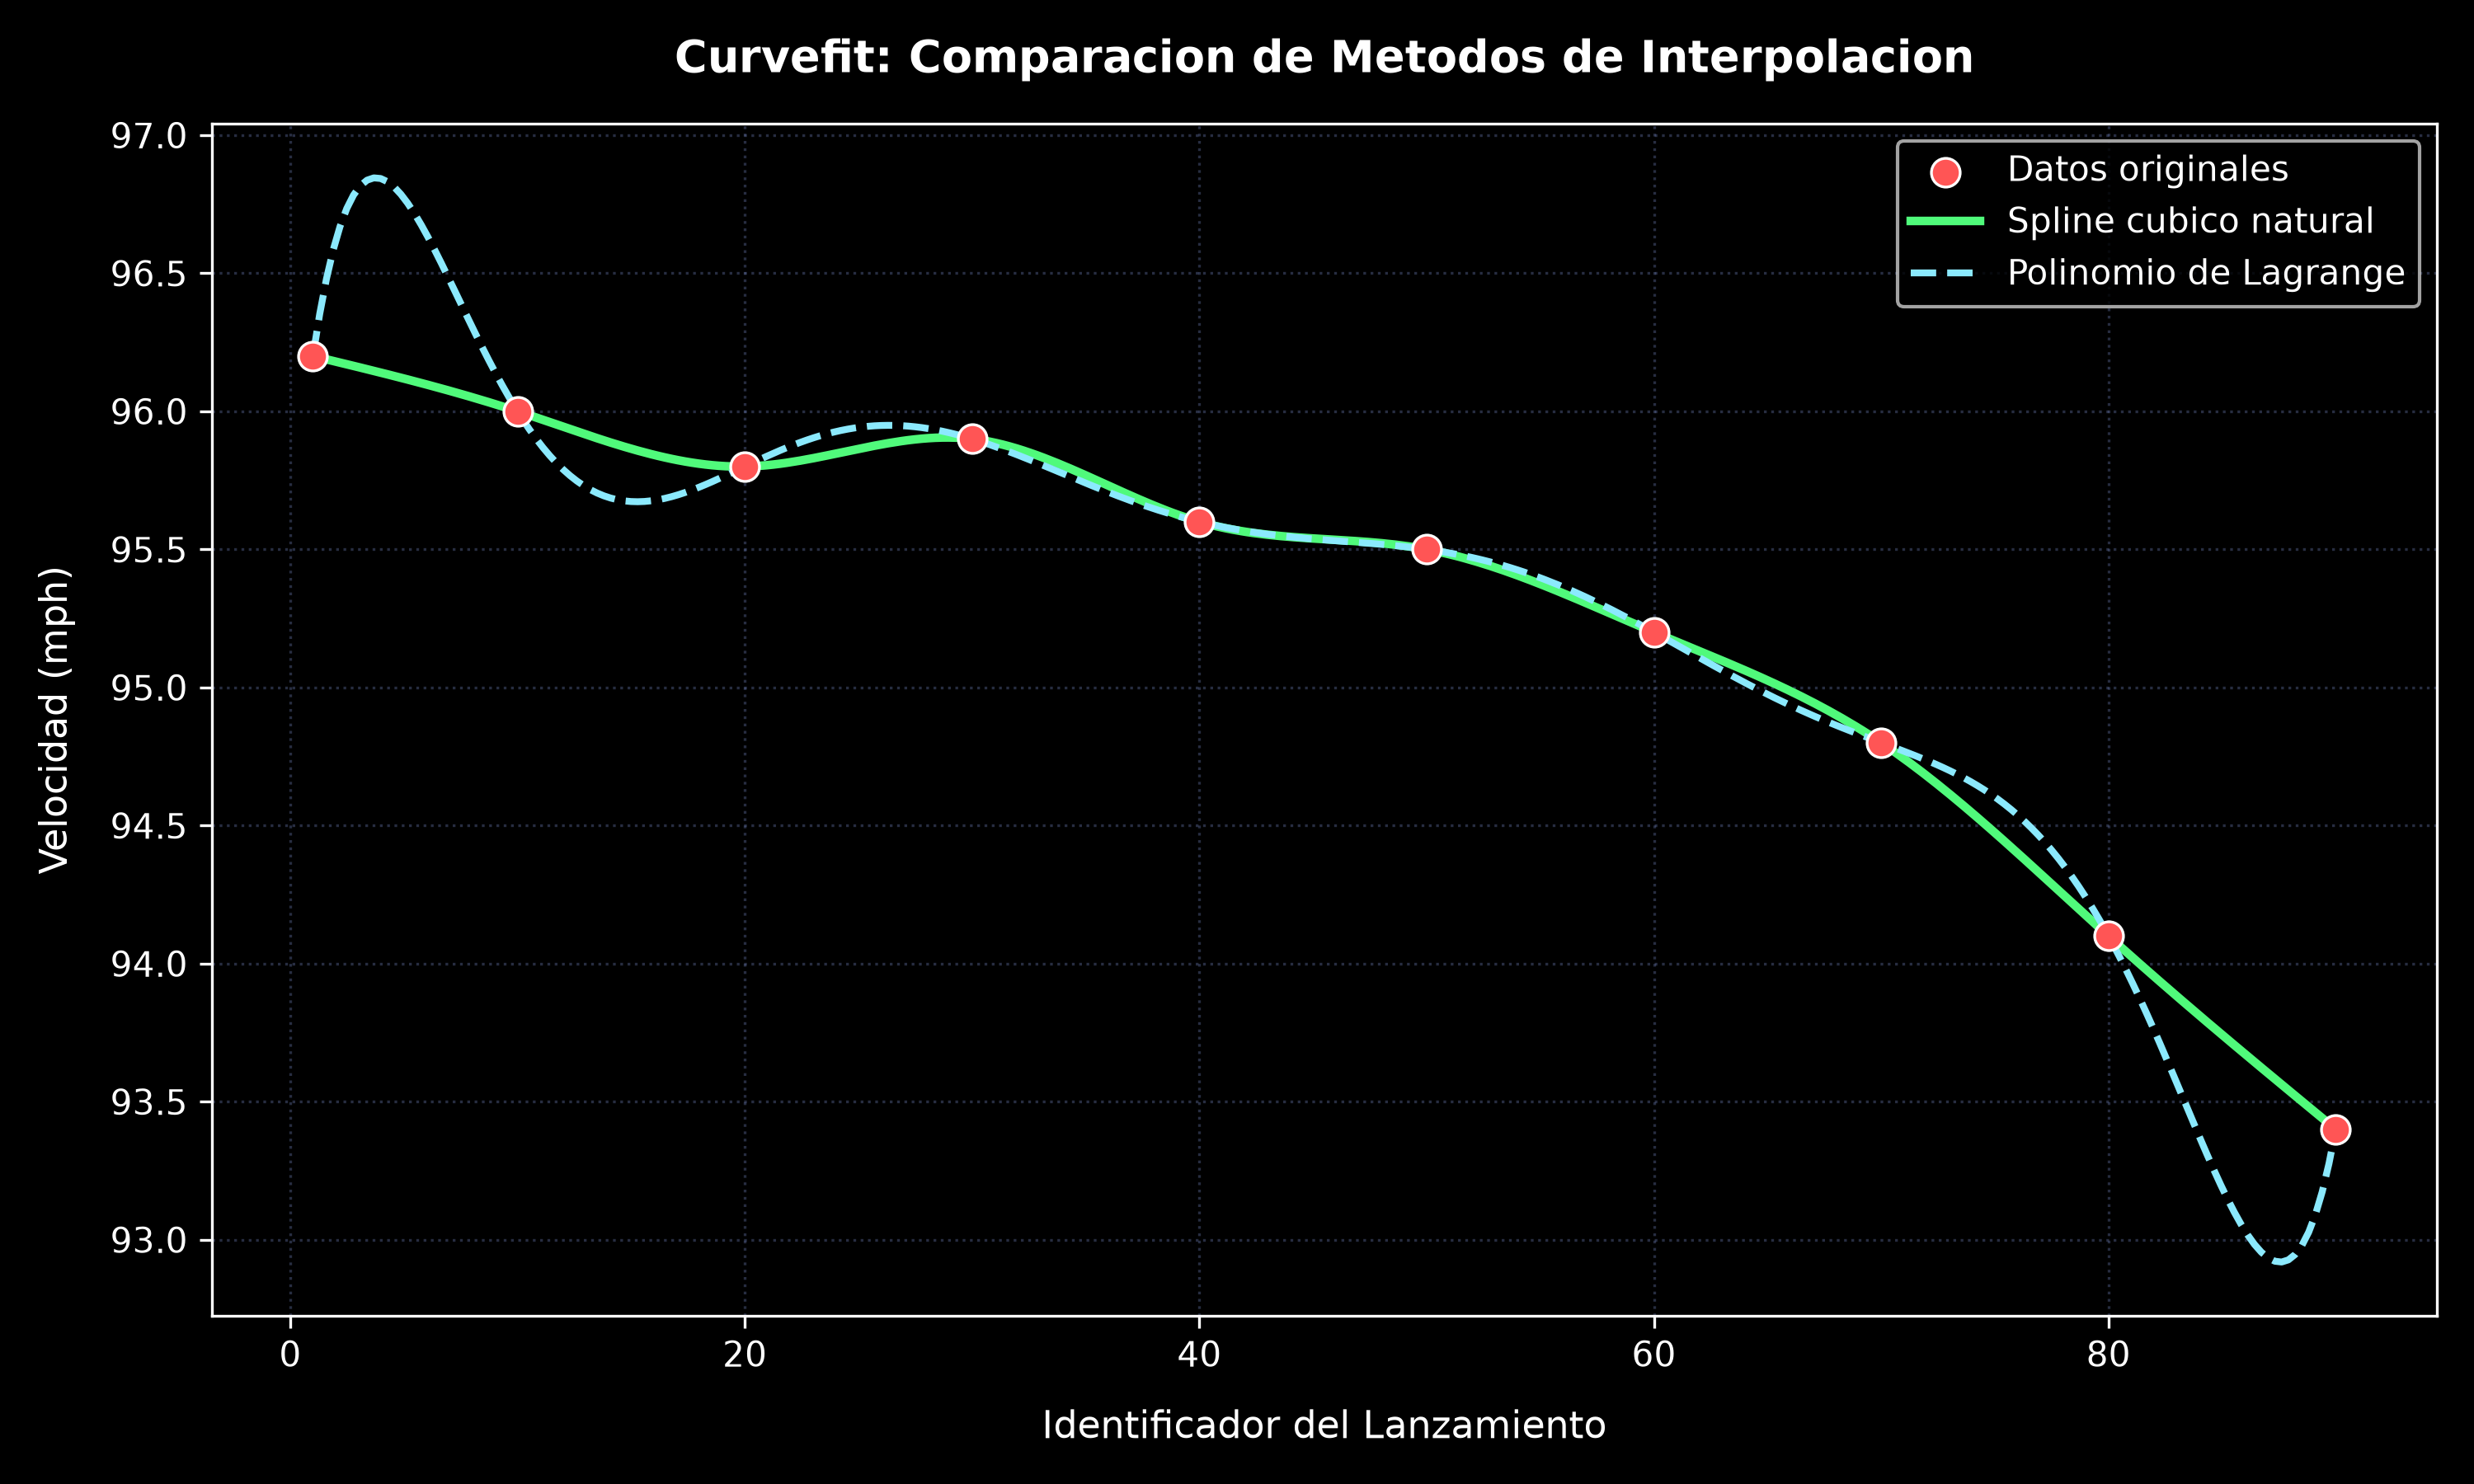 Curvefit: Comparacion de Metodos de Interpolacion
Datos originales
Spline cubico natural
Polinomio de Lagrange
Velocidad (mph)
97.0
96.5
96.0
95.5
95.0
94.5
94.0
93.5
93.0
0 20 40 60 80
Identificador del Lanzamiento